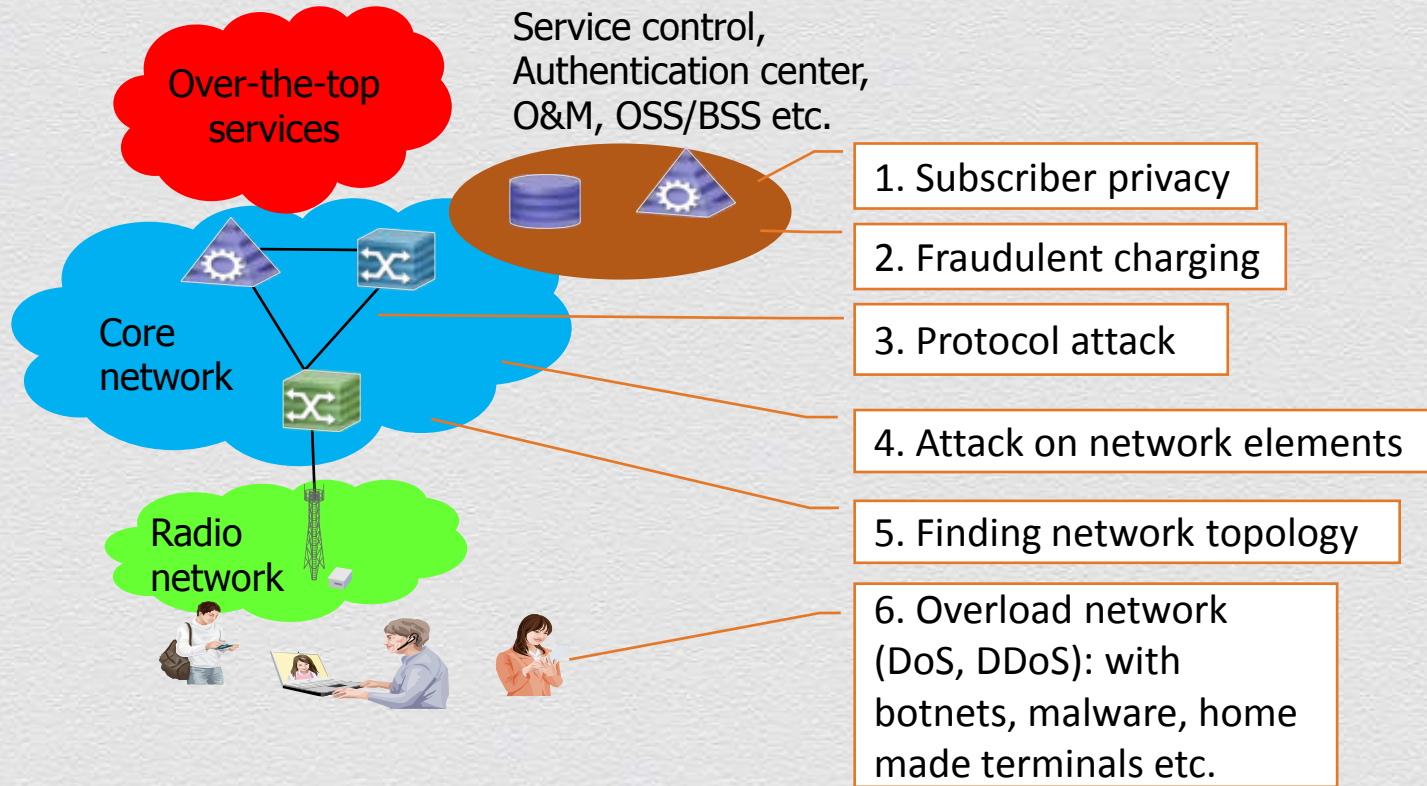 Over-the-top
services
Service control,
Authentication center,
O&M, OSS/BSS etc.
1. Subscriber privacy
2. Fraudulent charging
3. Protocol attack
Core
network
4. Attack on network elements
5. Finding network topology
Radio
network
6. Overload network
(DoS, DDoS): with
botnets, malware, home
made terminals etc.